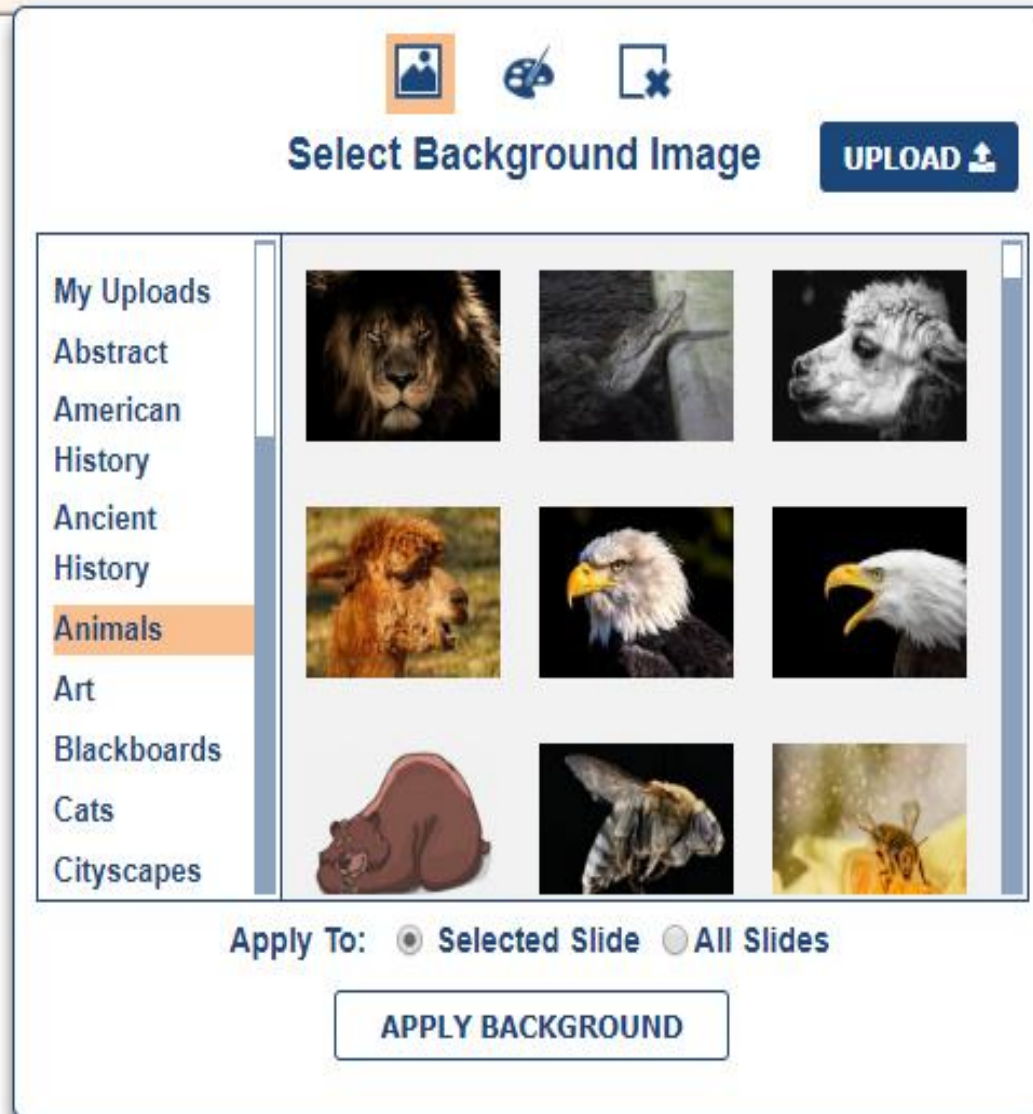 Select Background Image
UPLOAD
My Uploads
Abstract
American
History
Ancient
History
Animals
Art
Blackboards
Cats
Cityscapes
Apply To: Selected Slide All Slides
APPLY BACKGROUND